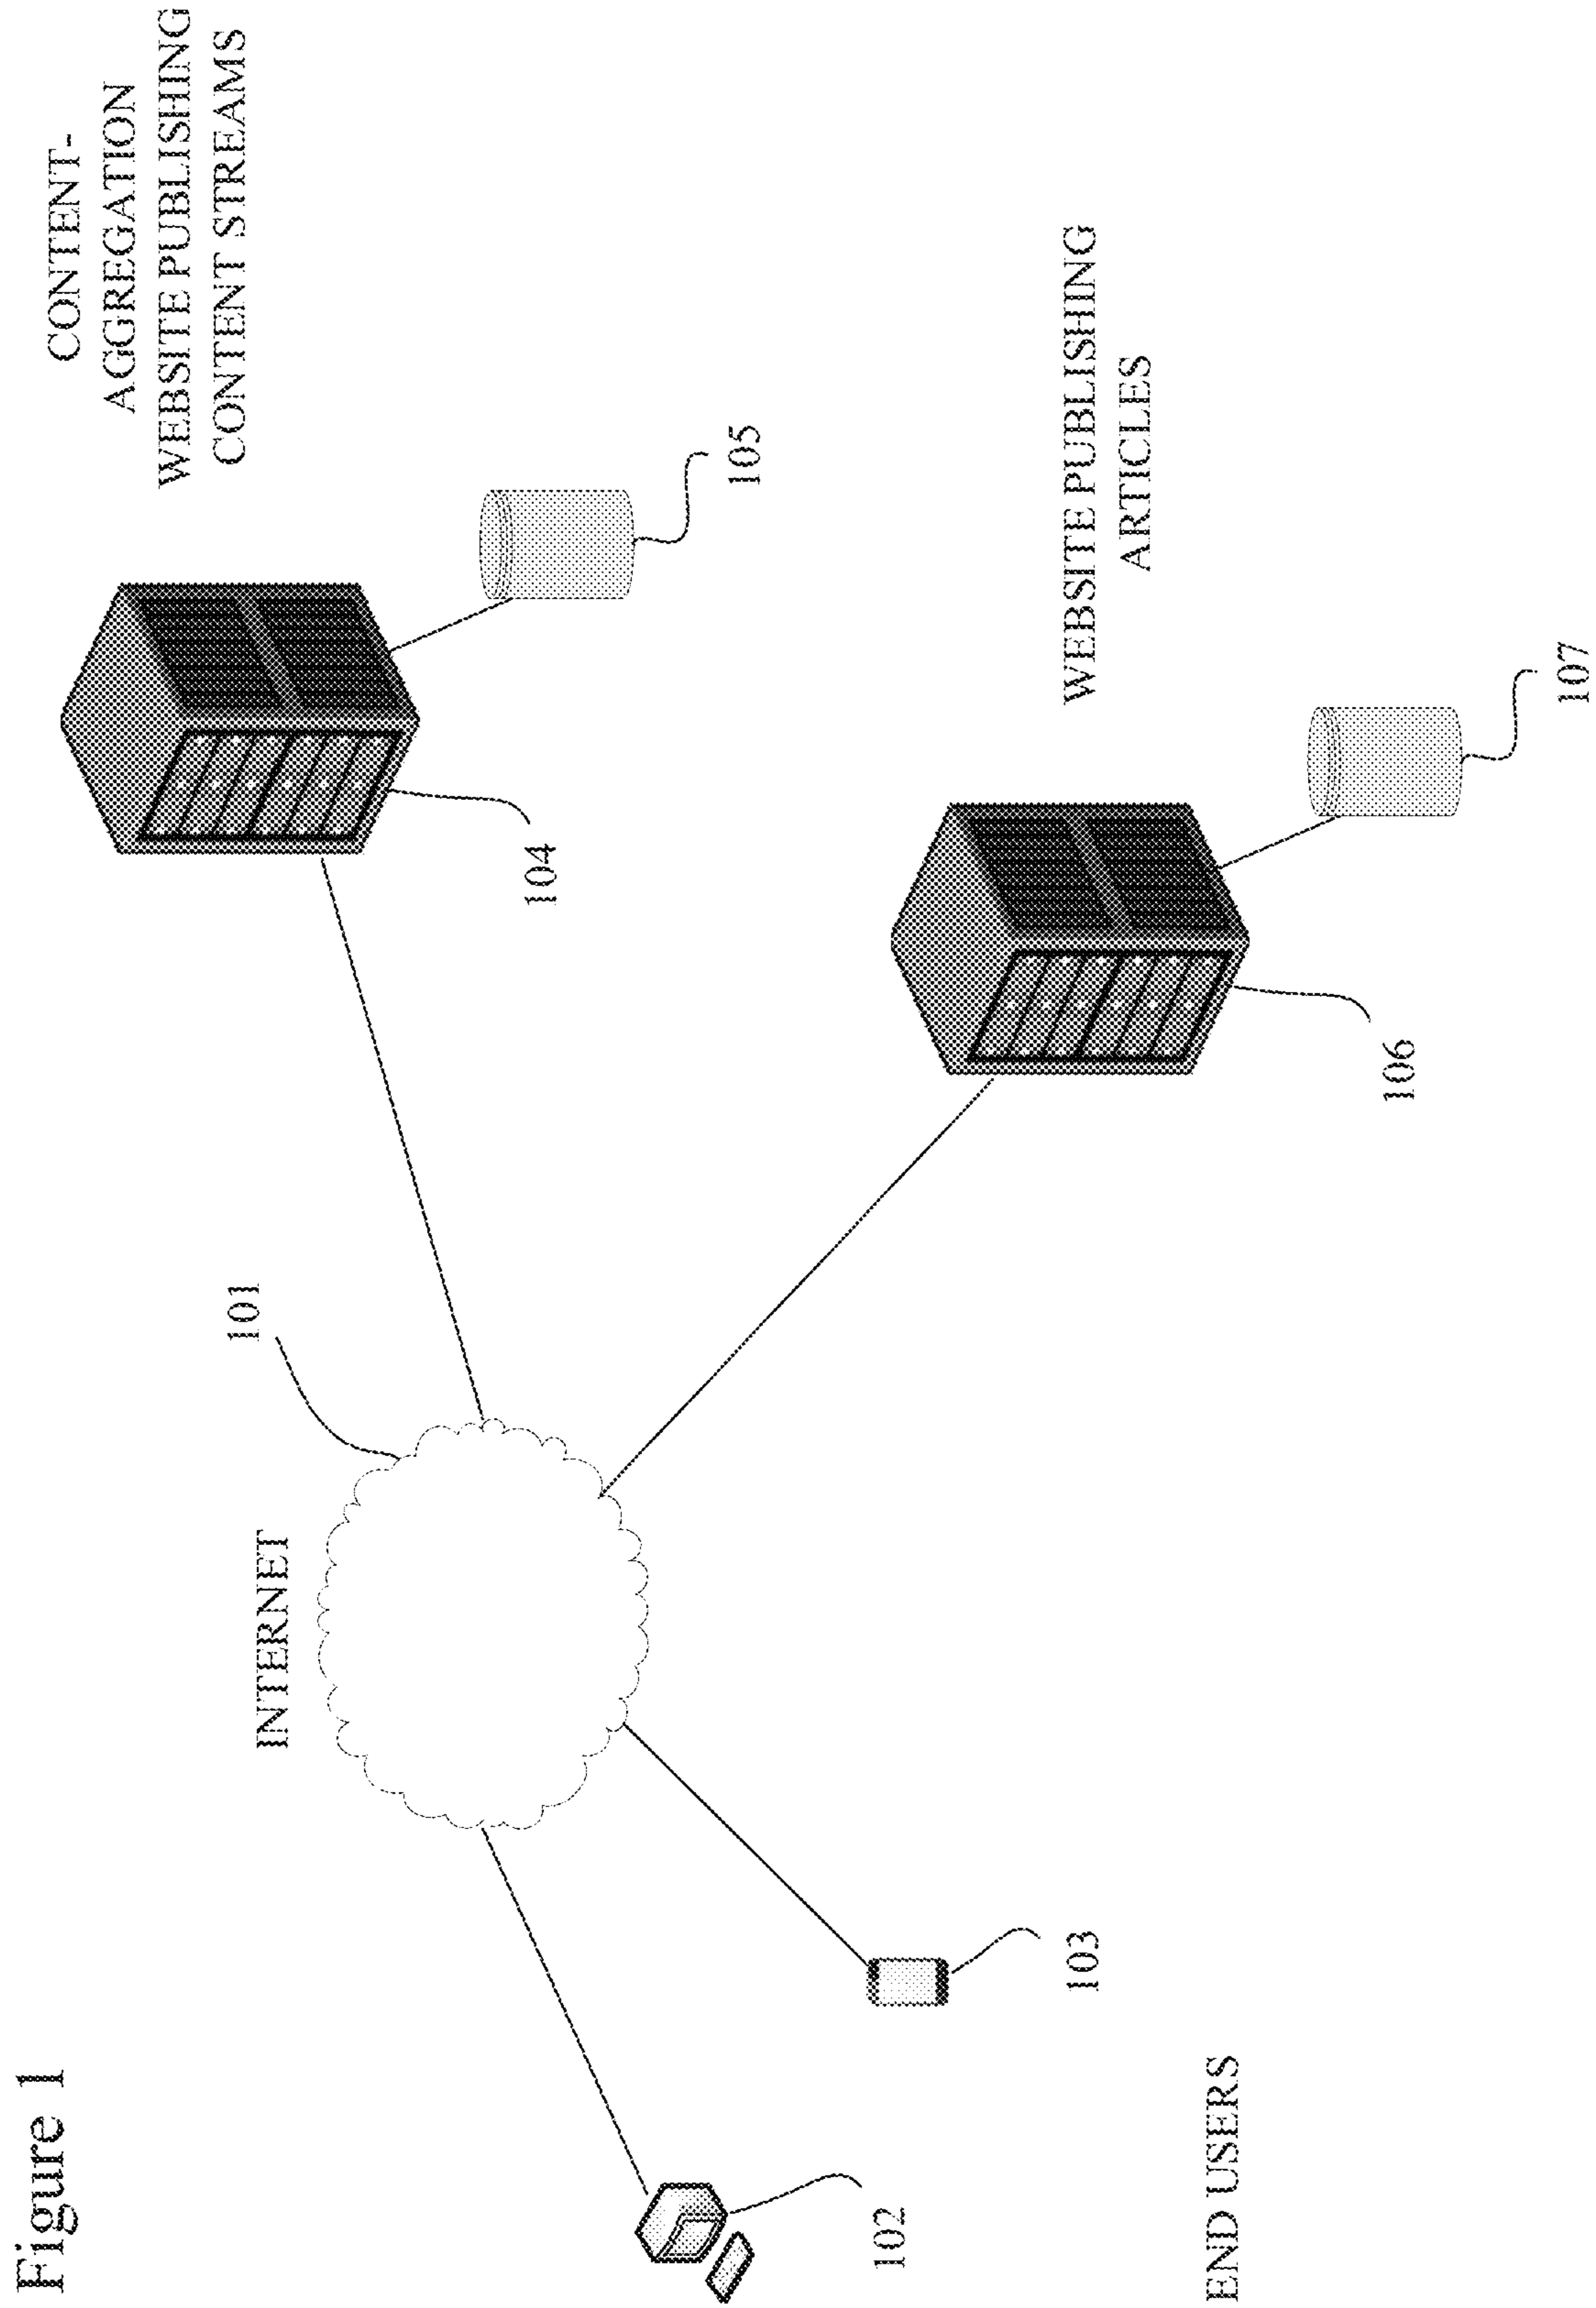 Figure 1
CONTENT-
AGGREGATION
WEBSITE PUBLISHING
CONTENT STREAMS
INTERNET
101
104
105
WEBSITE PUBLISHING
ARTICLES
102
103
106
107
END USERS